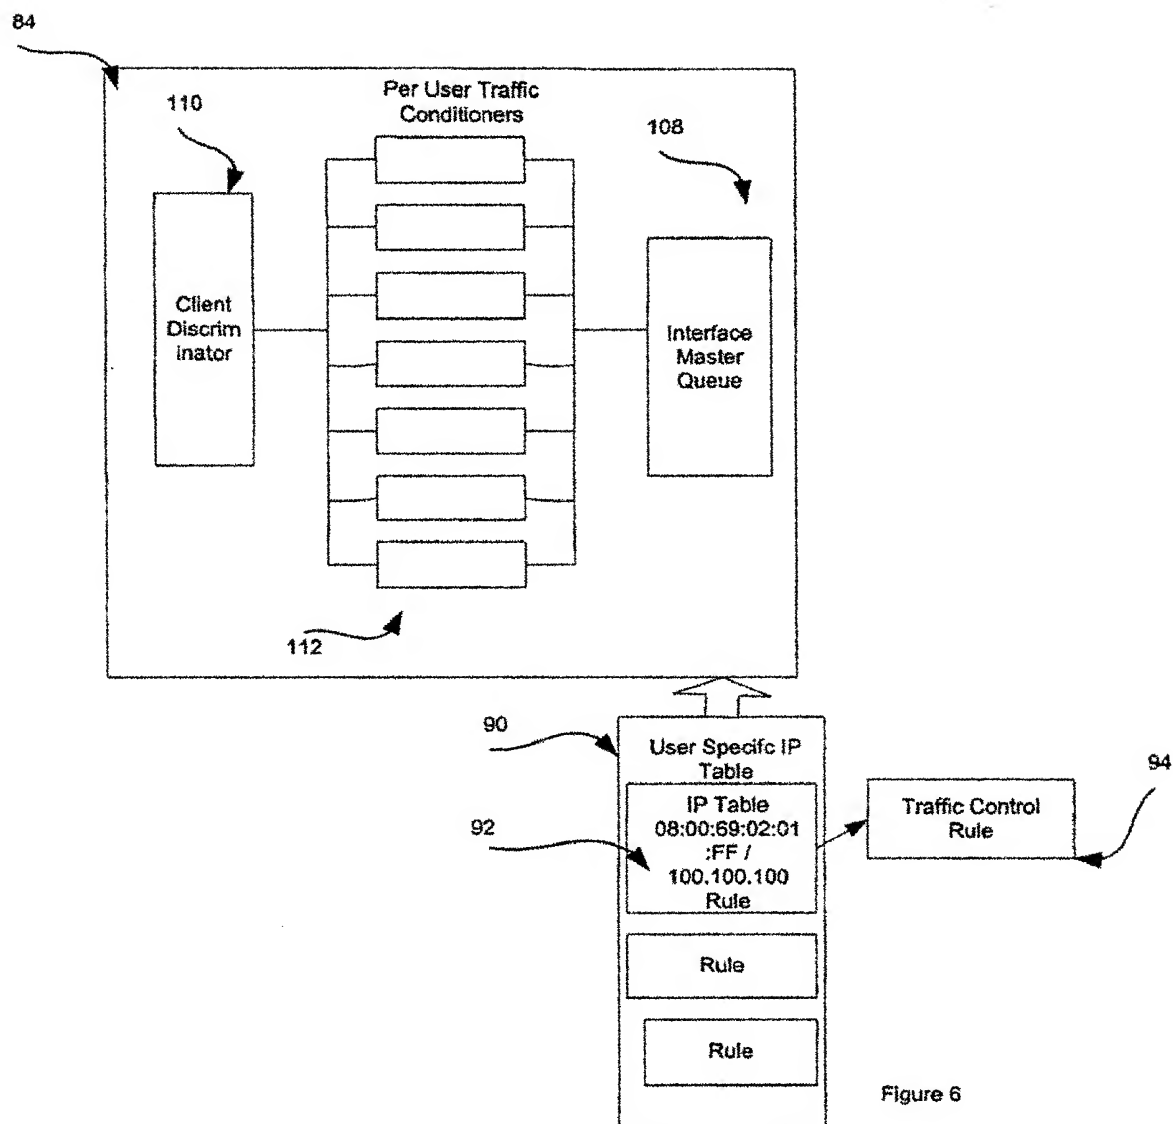 84
Per User Traffic
Conditioners
110
108
Client
Discrim
inator
Interface
Master
Queue
112
90
User Specifc IP
Table
94
IP Table
08:00:69:02:01
:FF /
100.100.100
Rule
92
Traffic Control
Rule
Rule
Rule
Figure 6